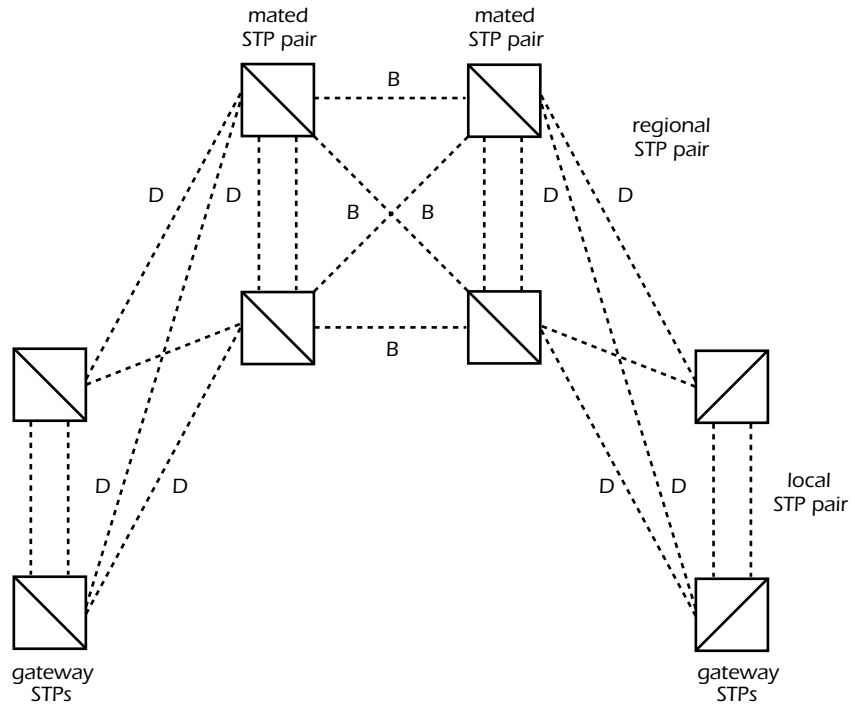 mated
STP pair
mated
STP pair
B
regional
STP pair
D
D
B
B
D
D
B
D
D
D
D
local
STP pair
gateway
STPs
gateway
STPs